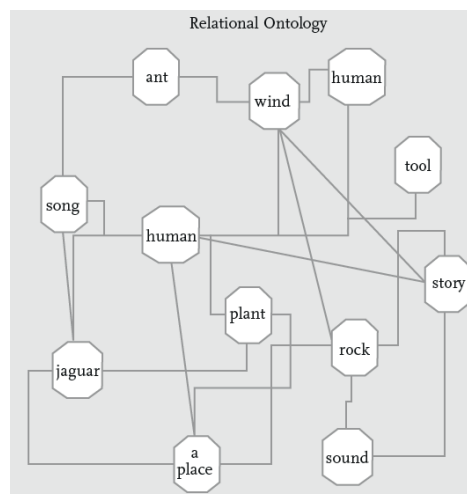 Relational Ontology
ant
wind
human
tool
song
human
story
plant
rock
jaguar
a
place
sound